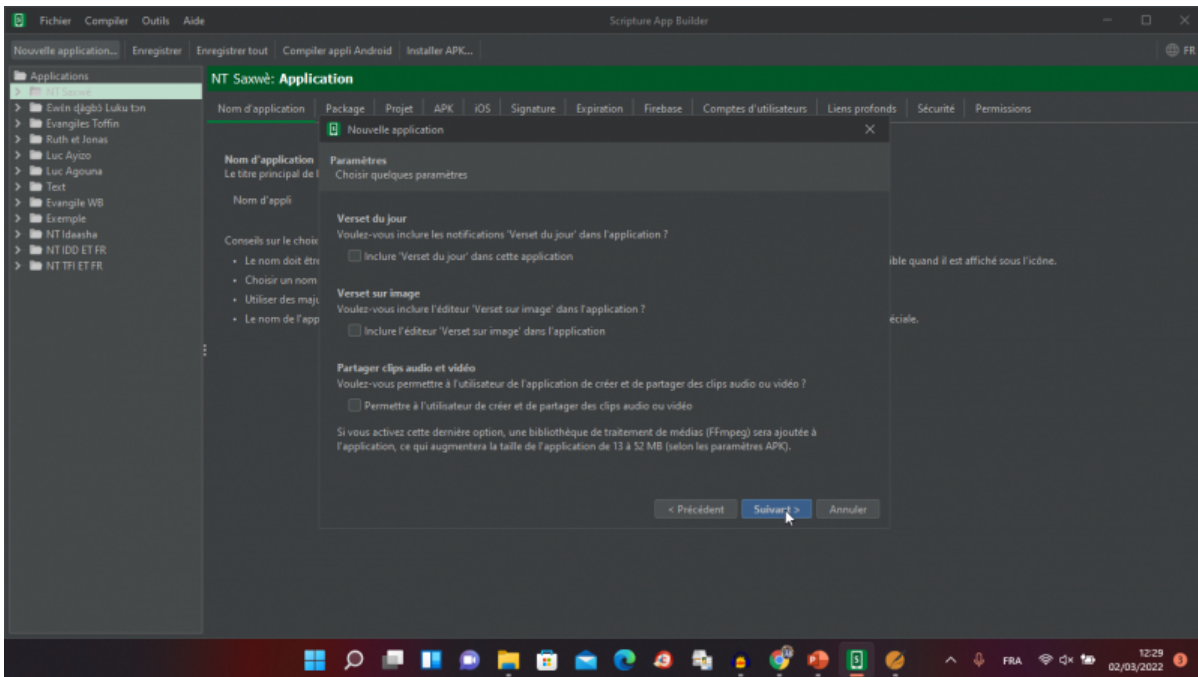 Fichier Compiler Outils Aide
Scripture App Builder
Nouvelle application... Enregistrer Enregistrer tout Compiler appli Android Installer APK...
FR
Applications
NT Saxwè
Ewín ɖàgbò Luku tɔn
Evangiles Toffin
Ruth et Jonas
Luc Ayizo
Luc Agouna
Text
Evangile WB
Exemple
NT Idaasha
NT IDD ET FR
NT TFI ET FR
NT Saxwè: Application
Nom d'application Package Projet APK iOS Signature Expiration Firebase Comptes d'utilisateurs Liens profonds Sécurité Permissions
Nom d'application
Le titre principal de l
Nom d'appli
Conseils sur le choix
• Le nom doit êtr
ible quand il est affiché sous l'icône.
• Choisir un nom
• Utiliser des maju
• Le nom de l'app
éciale.
Nouvelle application
Paramètres
Choisir quelques paramètres
Verset du jour
Voulez-vous inclure les notifications 'Verset du jour' dans l'application ?
Inclure 'Verset du jour' dans cette application
Verset sur image
Voulez-vous inclure l'éditeur 'Verset sur image' dans l'application ?
Inclure l'éditeur 'Verset sur image' dans l'application
Partager clips audio et vidéo
Voulez-vous permettre à l'utilisateur de l'application de créer et de partager des clips audio ou vidéo ?
Permettre à l'utilisateur de créer et de partager des clips audio ou vidéo
Si vous activez cette dernière option, une bibliothèque de traitement de médias (FFmpeg) sera ajoutée à
l'application, ce qui augmentera la taille de l'application de 13 à 52 MB (selon les paramètres APK).
< Précédent Suivant > Annuler
FRA
12:29
02/03/2022